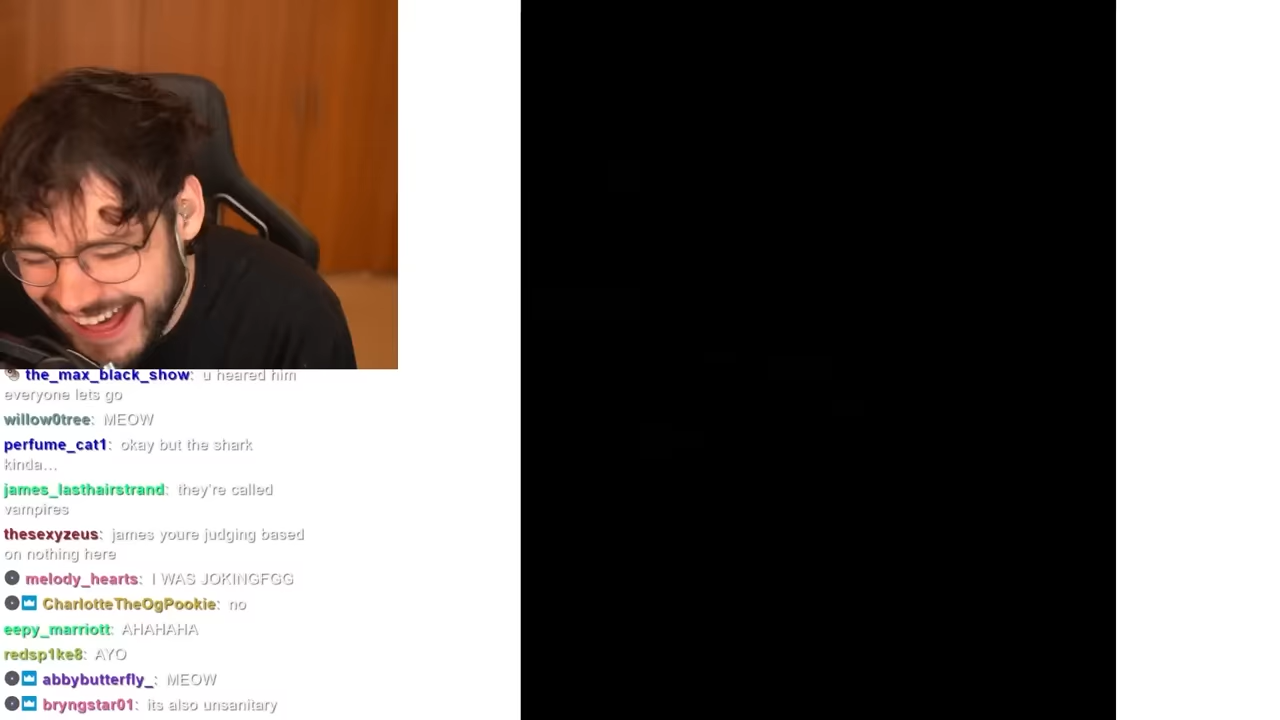 the_max_black_show: u heared him
everyone lets go
willow0tree: MEOW
perfume_cat1: okay but the shark
kinda...
james_lasthairstrand: they're called
vampires
thesexyzeus: james youre judging based
on nothing here
melody_hearts: I WAS JOKINGFGG
CharlotteTheOgPookie: no
eepy_marriott: AHAHAHA
redsp1ke8: AYO
abbybutterfly_: MEOW
bryngstar01: its also unsanitary